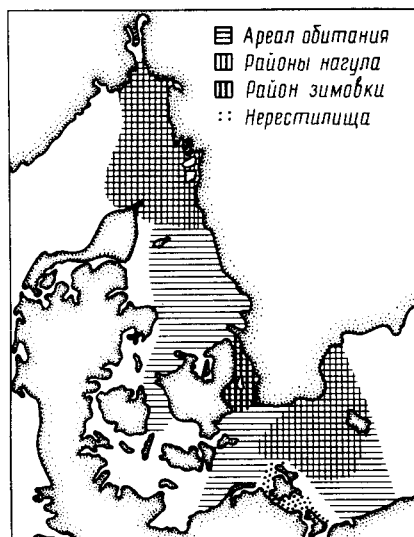 Ареал обитания
Районы нагула
Район зимовки
Нерестилища